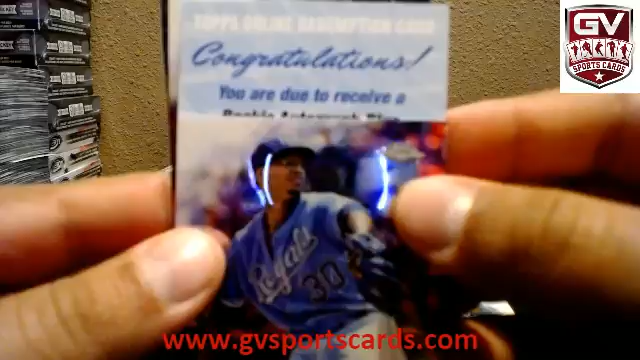 TOPPS ONLINE REDEMPTION CARD
GV
SPORTS CARDS
Congratulations!
You are due to receive a
Royals
30
www.gvsportscards.com